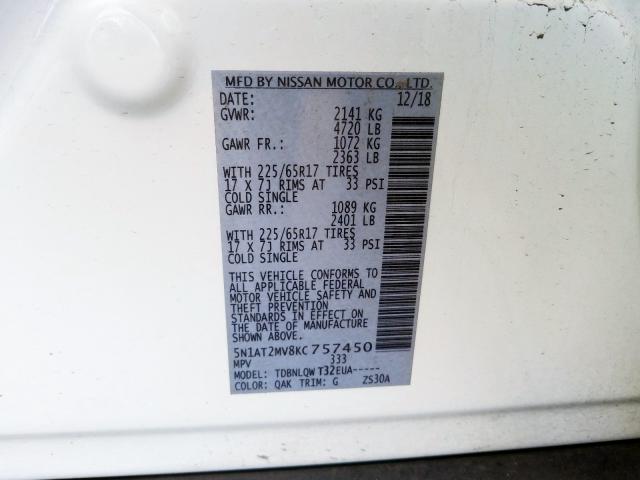 MFD BY NISSAN MOTOR CO., LTD.
DATE: 12/18
GVWR: 2141 KG
4720 LB
GAWR FR.: 1072 KG
2363 LB
WITH 225/65R17 TIRES
17 X 7J RIMS AT 33 PSI
COLD SINGLE
GAWR RR.: 1089 KG
2401 LB
WITH 225/65R17 TIRES
17 X 7J RIMS AT 33 PSI
COLD SINGLE
THIS VEHICLE CONFORMS TO
ALL APPLICABLE FEDERAL
MOTOR VEHICLE SAFETY AND
THEFT PREVENTION
STANDARDS IN EFFECT
ON THE DATE OF MANUFACTURE
SHOWN ABOVE.
5N1AT2MV8KC757450
MPV 333
MODEL: TDBNLQWT32EUA-----
COLOR: QAK TRIM: G ZS30A